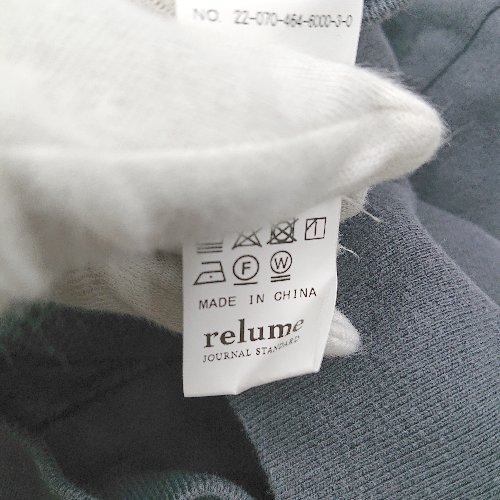 NO. 22-070-464-6000-3-0
F W
MADE IN CHINA
relume
JOURNAL STANDARD